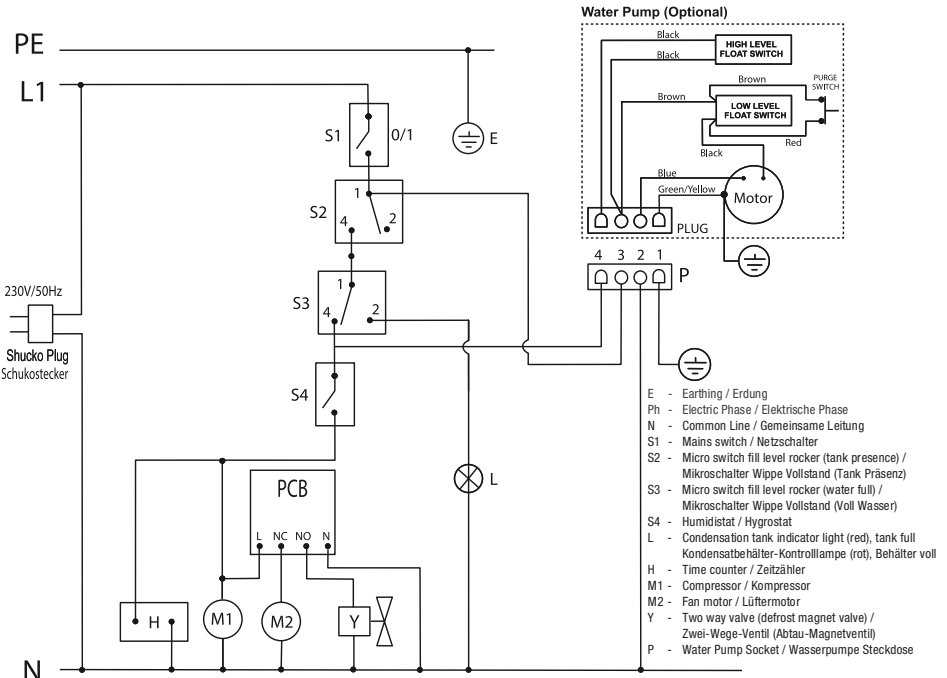 Water Pump (Optional)
PE
L1
Black
HIGH LEVEL
FLOAT SWITCH
Black
Brown
PURGE
SWITCH
Brown
LOW LEVEL
FLOAT SWITCH
Red
Black
Blue
Green/Yellow
Motor
PLUG
S1
0/1
E
S2
1
4
2
4 3 2 1
P
S3
1
4
2
230V/50Hz
Shucko Plug
Schukostecker
S4
PCB
L NC NO N
L
H
M1
M2
Y
N
E - Earthing / Erdung
Ph - Electric Phase / Elektrische Phase
N - Common Line / Gemeinsame Leitung
S1 - Mains switch / Netzschalter
S2 - Micro switch fill level rocker (tank presence) /
Mikroschalter Wippe Vollstand (Tank Präsenz)
S3 - Micro switch fill level rocker (water full) /
Mikroschalter Wippe Vollstand (Voll Wasser)
S4 - Humidistat / Hygrostat
L - Condensation tank indicator light (red), tank full
Kondensatbehälter-Kontrolllampe (rot), Behälter voll
H - Time counter / Zeitzähler
M1 - Compressor / Kompressor
M2 - Fan motor / Lüftermotor
Y - Two way valve (defrost magnet valve) /
Zwei-Wege-Ventil (Abtau-Magnetventil)
P - Water Pump Socket / Wasserpumpe Steckdose